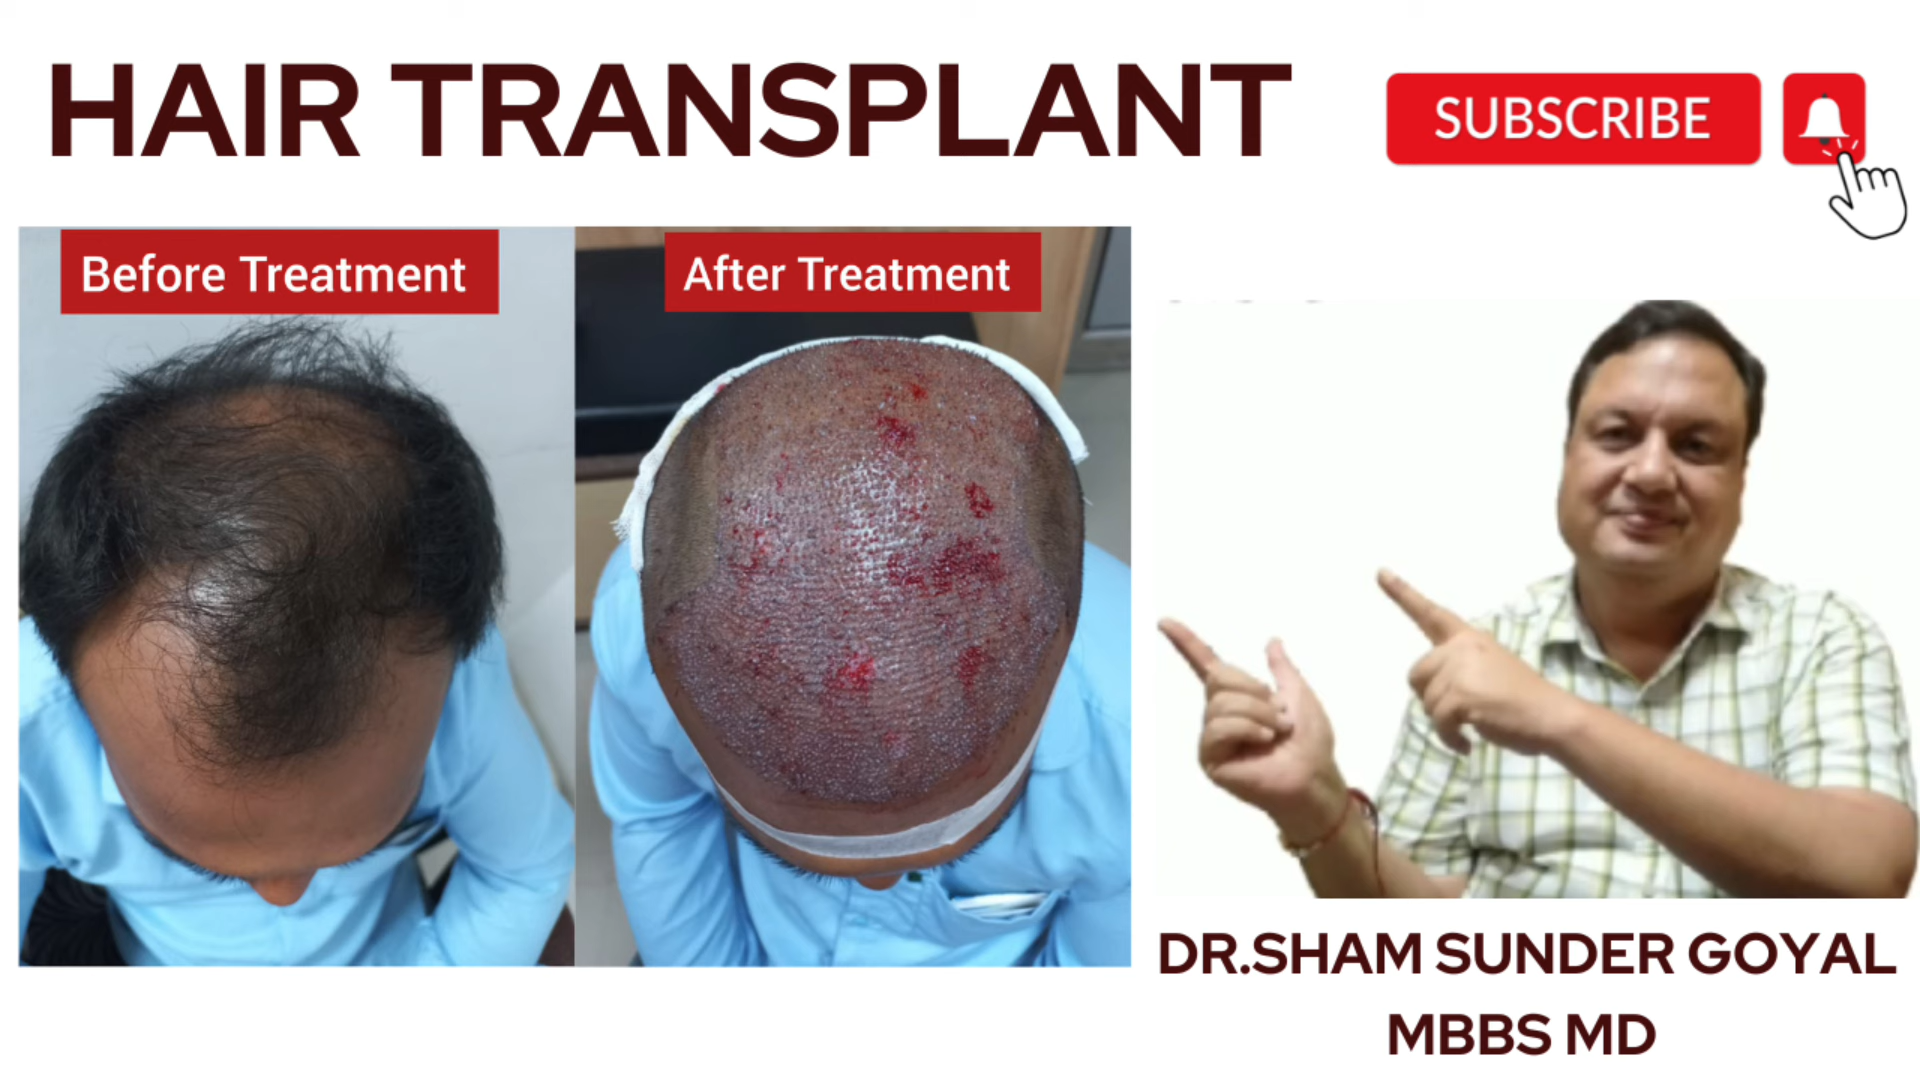 HAIR TRANSPLANT
SUBSCRIBE
Before Treatment
After Treatment
DR.SHAM SUNDER GOYAL
MBBS MD